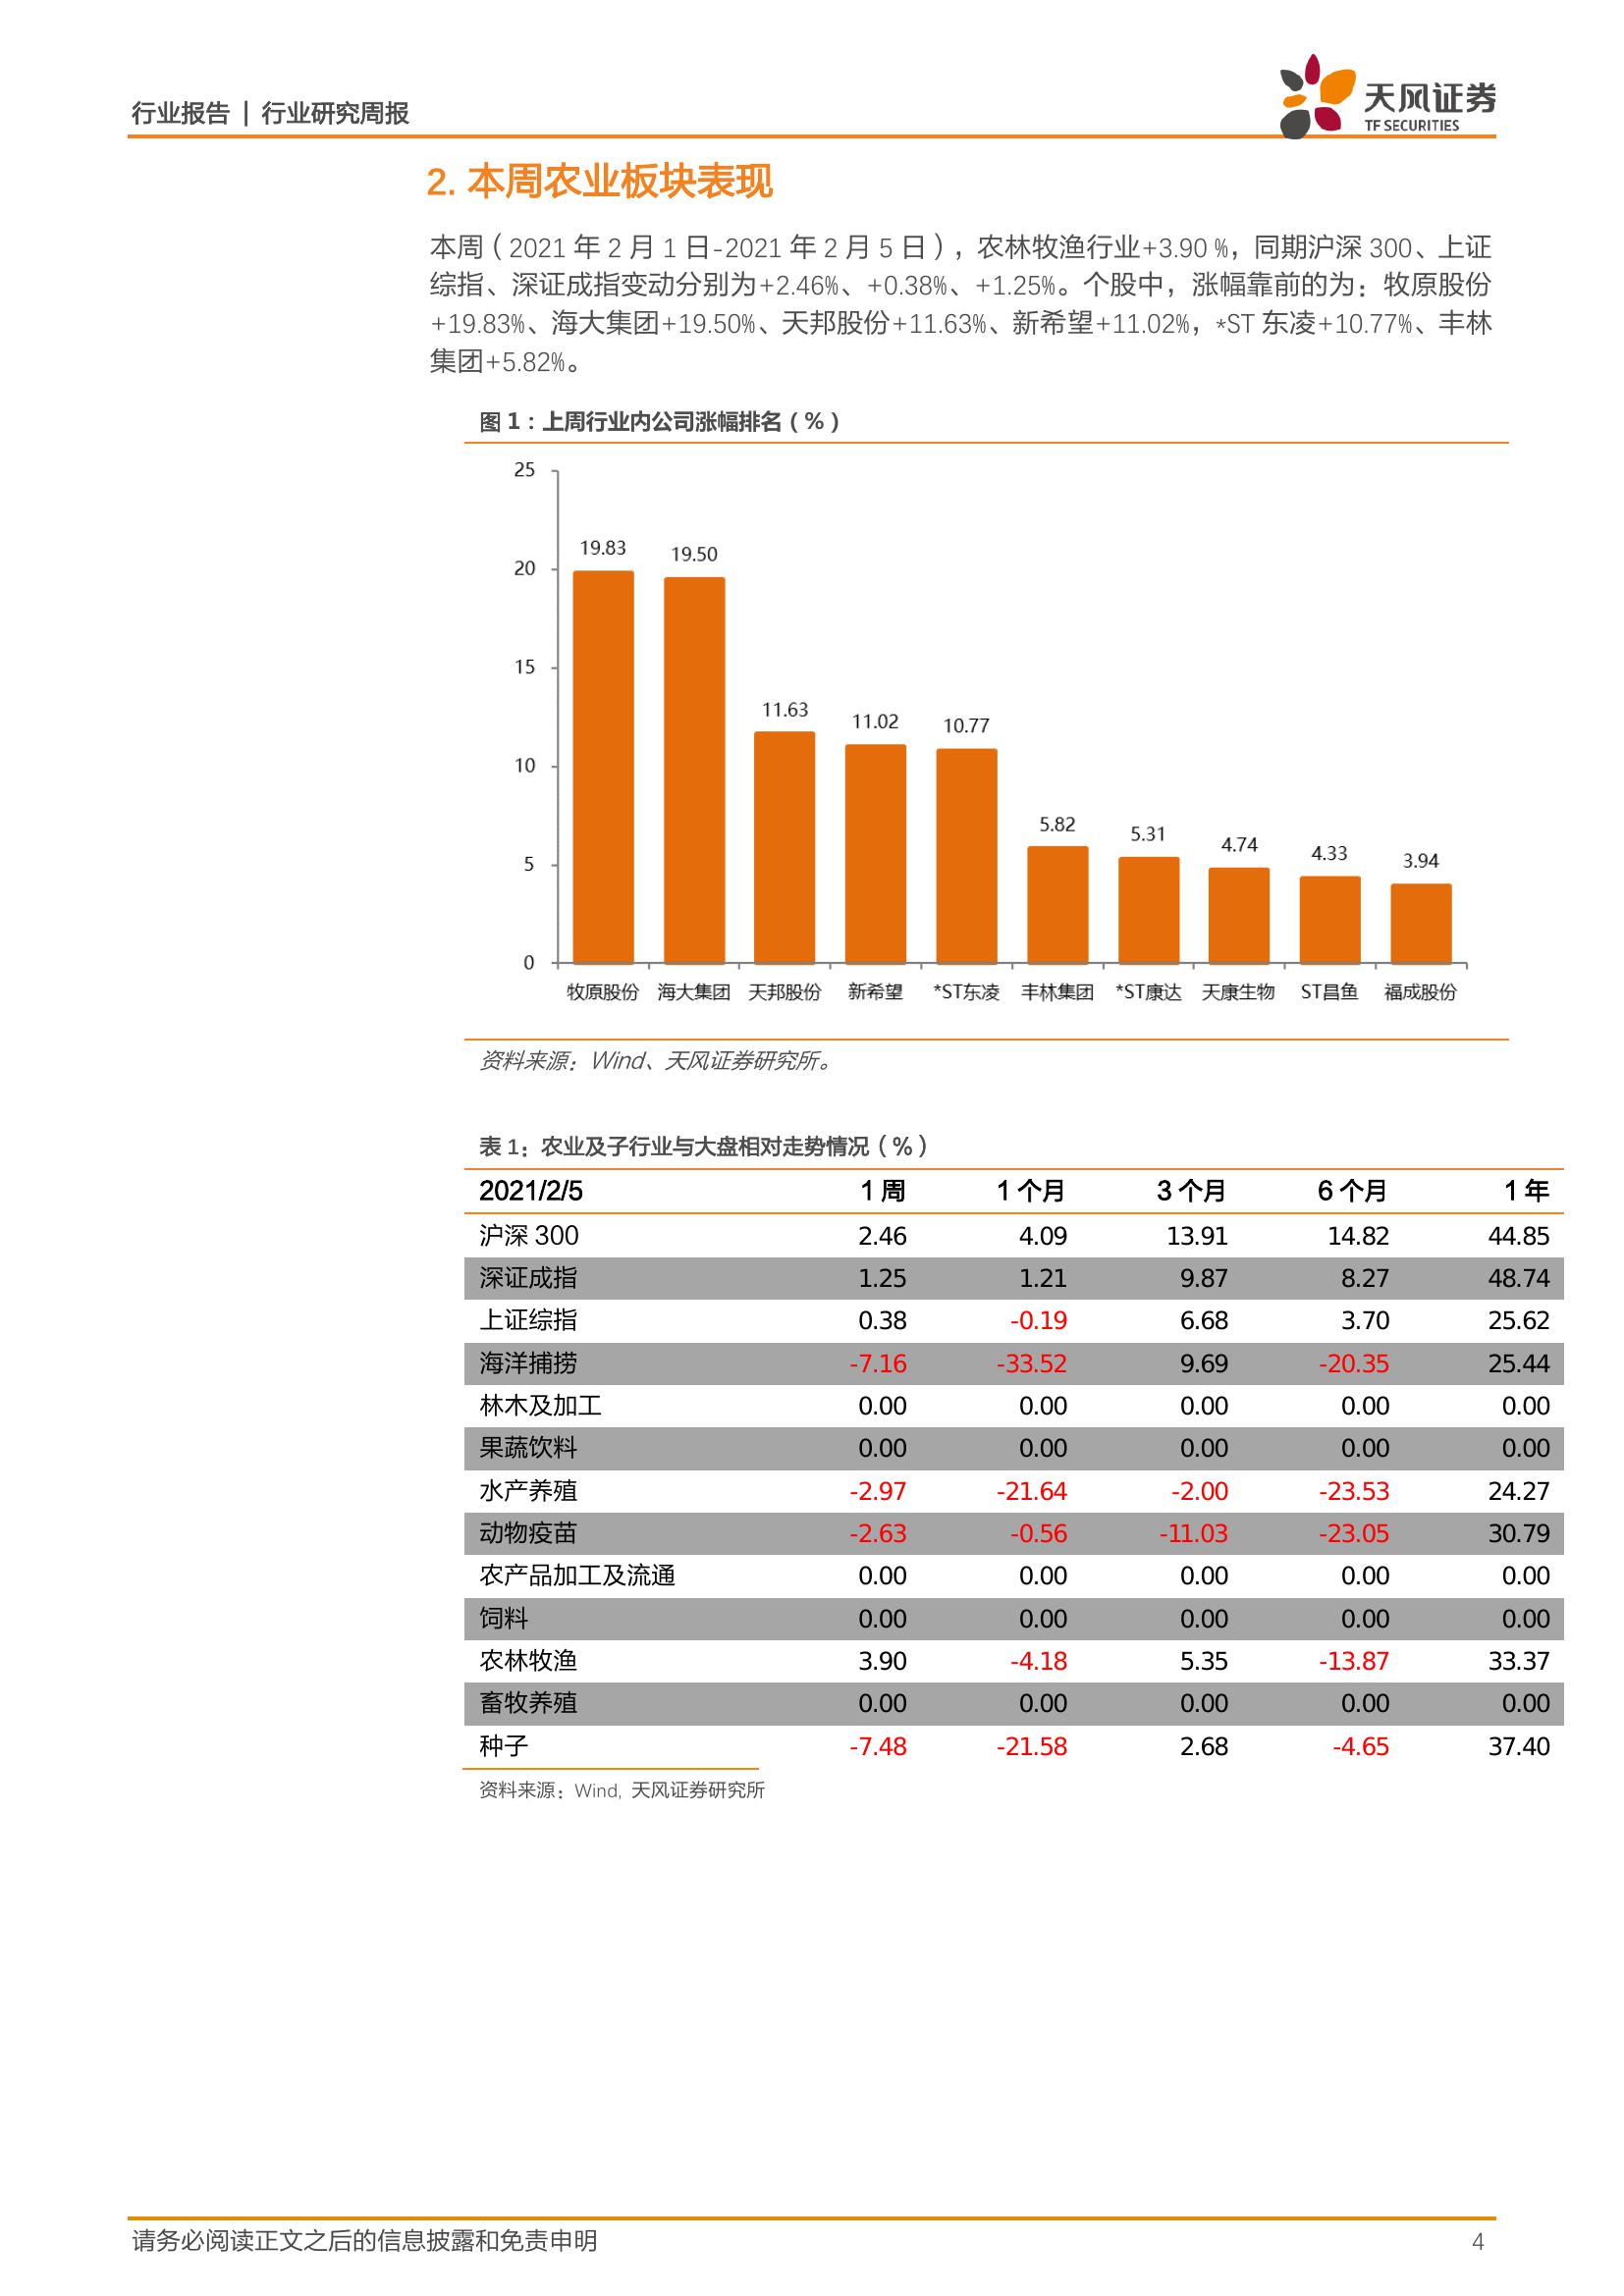 行业报告 | 行业研究周报
天风证券
TF SECURITIES
2. 本周农业板块表现
本周（2021 年 2 月 1 日-2021 年 2 月 5 日），农林牧渔行业+3.90 %，同期沪深 300、上证
综指、深证成指变动分别为+2.46%、+0.38%、+1.25%。个股中，涨幅靠前的为：牧原股份
+19.83%、海大集团+19.50%、天邦股份+11.63%、新希望+11.02%，*ST 东凌+10.77%、丰林
集团+5.82%。
图 1：上周行业内公司涨幅排名（%）
25
20
15
10
5
0
19.83
19.50
11.63
11.02
10.77
5.82
5.31
4.74
4.33
3.94
牧原股份 海大集团 天邦股份 新希望 *ST东凌 丰林集团 *ST康达 天康生物 ST昌鱼 福成股份
资料来源：Wind、天风证券研究所。
表 1：农业及子行业与大盘相对走势情况（%）
2021/2/5 1 周 1 个月 3 个月 6 个月 1 年
沪深 300 2.46 4.09 13.91 14.82 44.85
深证成指 1.25 1.21 9.87 8.27 48.74
上证综指 0.38 -0.19 6.68 3.70 25.62
海洋捕捞 -7.16 -33.52 9.69 -20.35 25.44
林木及加工 0.00 0.00 0.00 0.00 0.00
果蔬饮料 0.00 0.00 0.00 0.00 0.00
水产养殖 -2.97 -21.64 -2.00 -23.53 24.27
动物疫苗 -2.63 -0.56 -11.03 -23.05 30.79
农产品加工及流通 0.00 0.00 0.00 0.00 0.00
饲料 0.00 0.00 0.00 0.00 0.00
农林牧渔 3.90 -4.18 5.35 -13.87 33.37
畜牧养殖 0.00 0.00 0.00 0.00 0.00
种子 -7.48 -21.58 2.68 -4.65 37.40
资料来源：Wind, 天风证券研究所
请务必阅读正文之后的信息披露和免责申明 4